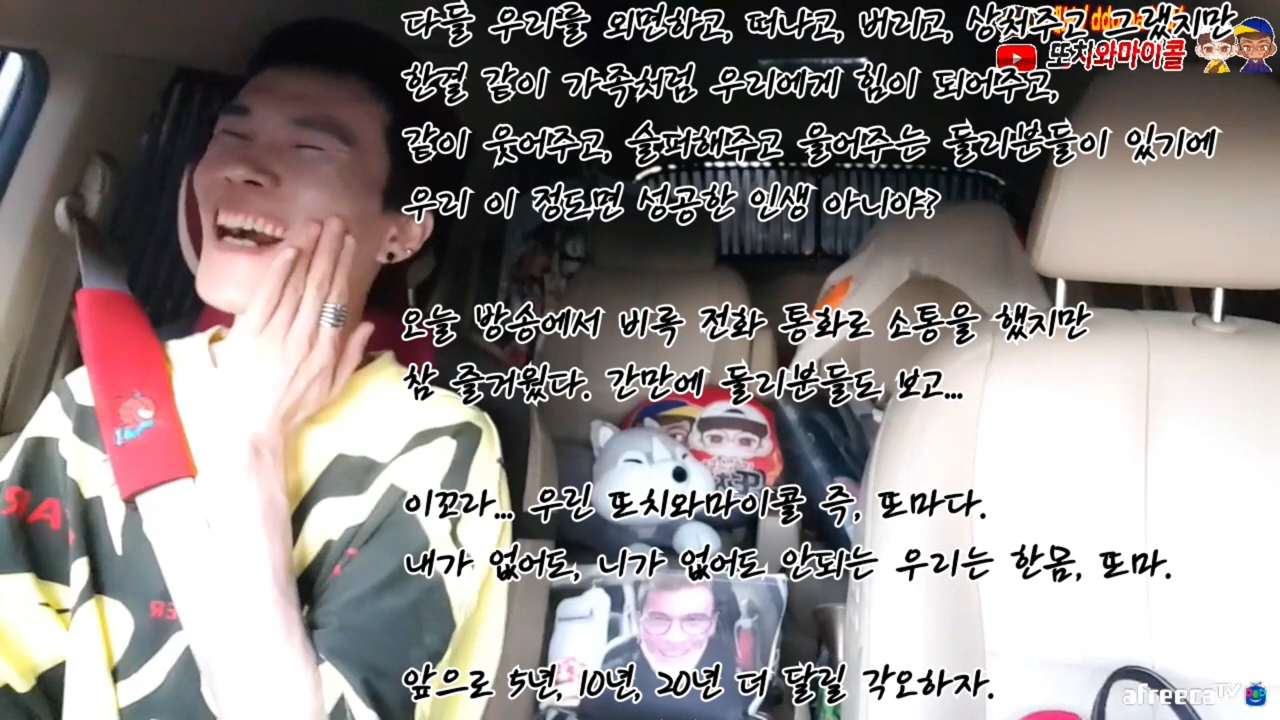 다들 우리를 외면하고, 떠나고, 버리고, 상처주고 그랬지만
또치와마이콜
한결 같이 가족처럼 우리에게 힘이 되어주고,
같이 웃어주고, 슬퍼해주고 울어주는 둘리분들이 있기에
우리 이 정도면 성공한 인생 아니야?
오늘 방송에서 비록 전화 통화로 소통을 했지만
참 즐거웠다. 간만에 둘리분들도 보고...
이꼬라... 우린 또치와마이콜 즉, 또마다.
내가 없어도, 니가 없어도 안되는 우리는 한몸, 또마.
앞으로 5년, 10년, 20년 더 달릴 각오하자.
afreecaTV